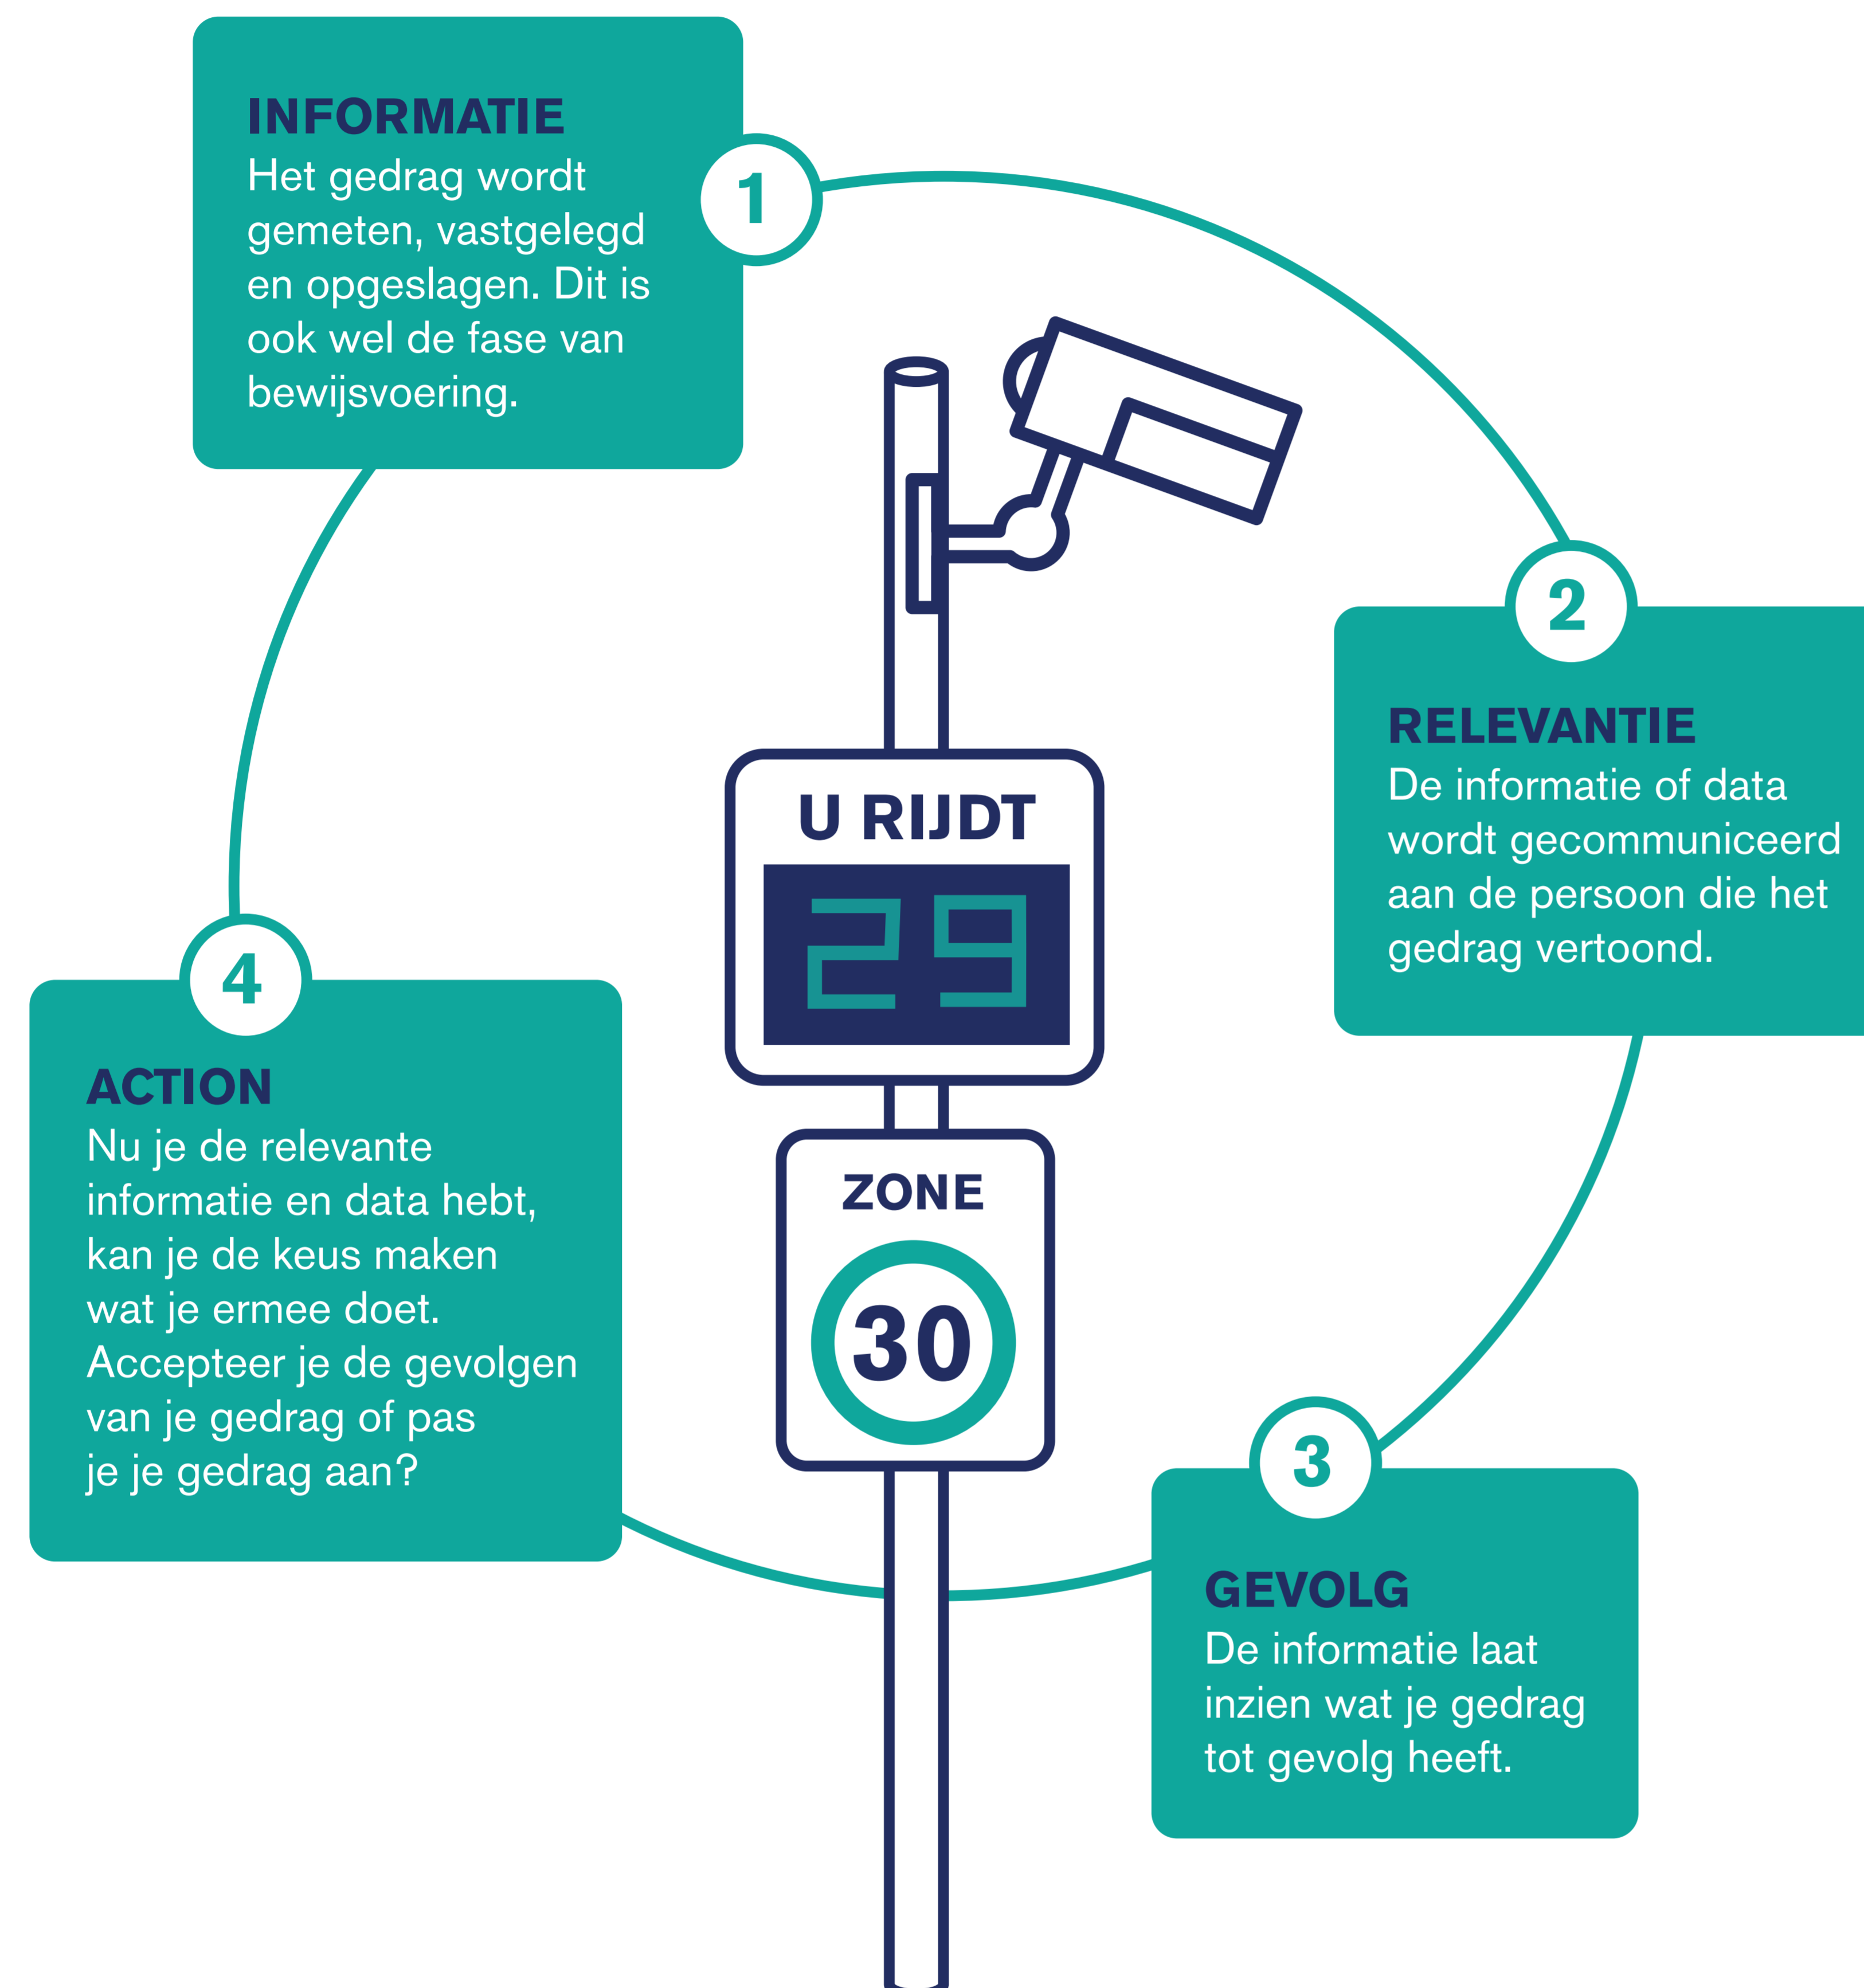 1
INFORMATIE
Het gedrag wordt
gemeten, vastgelegd
en opgeslagen. Dit is
ook wel de fase van
bewijsvoering.
2
RELEVANTIE
De informatie of data
wordt gecommuniceerd
aan de persoon die het
gedrag vertoond.
U RIJDT
29
ZONE
30
3
GEVOLG
De informatie laat
inzien wat je gedrag
tot gevolg heeft.
4
ACTION
Nu je de relevante
informatie en data hebt,
kan je de keus maken
wat je ermee doet.
Accepteer je de gevolgen
van je gedrag of pas
je je gedrag aan?